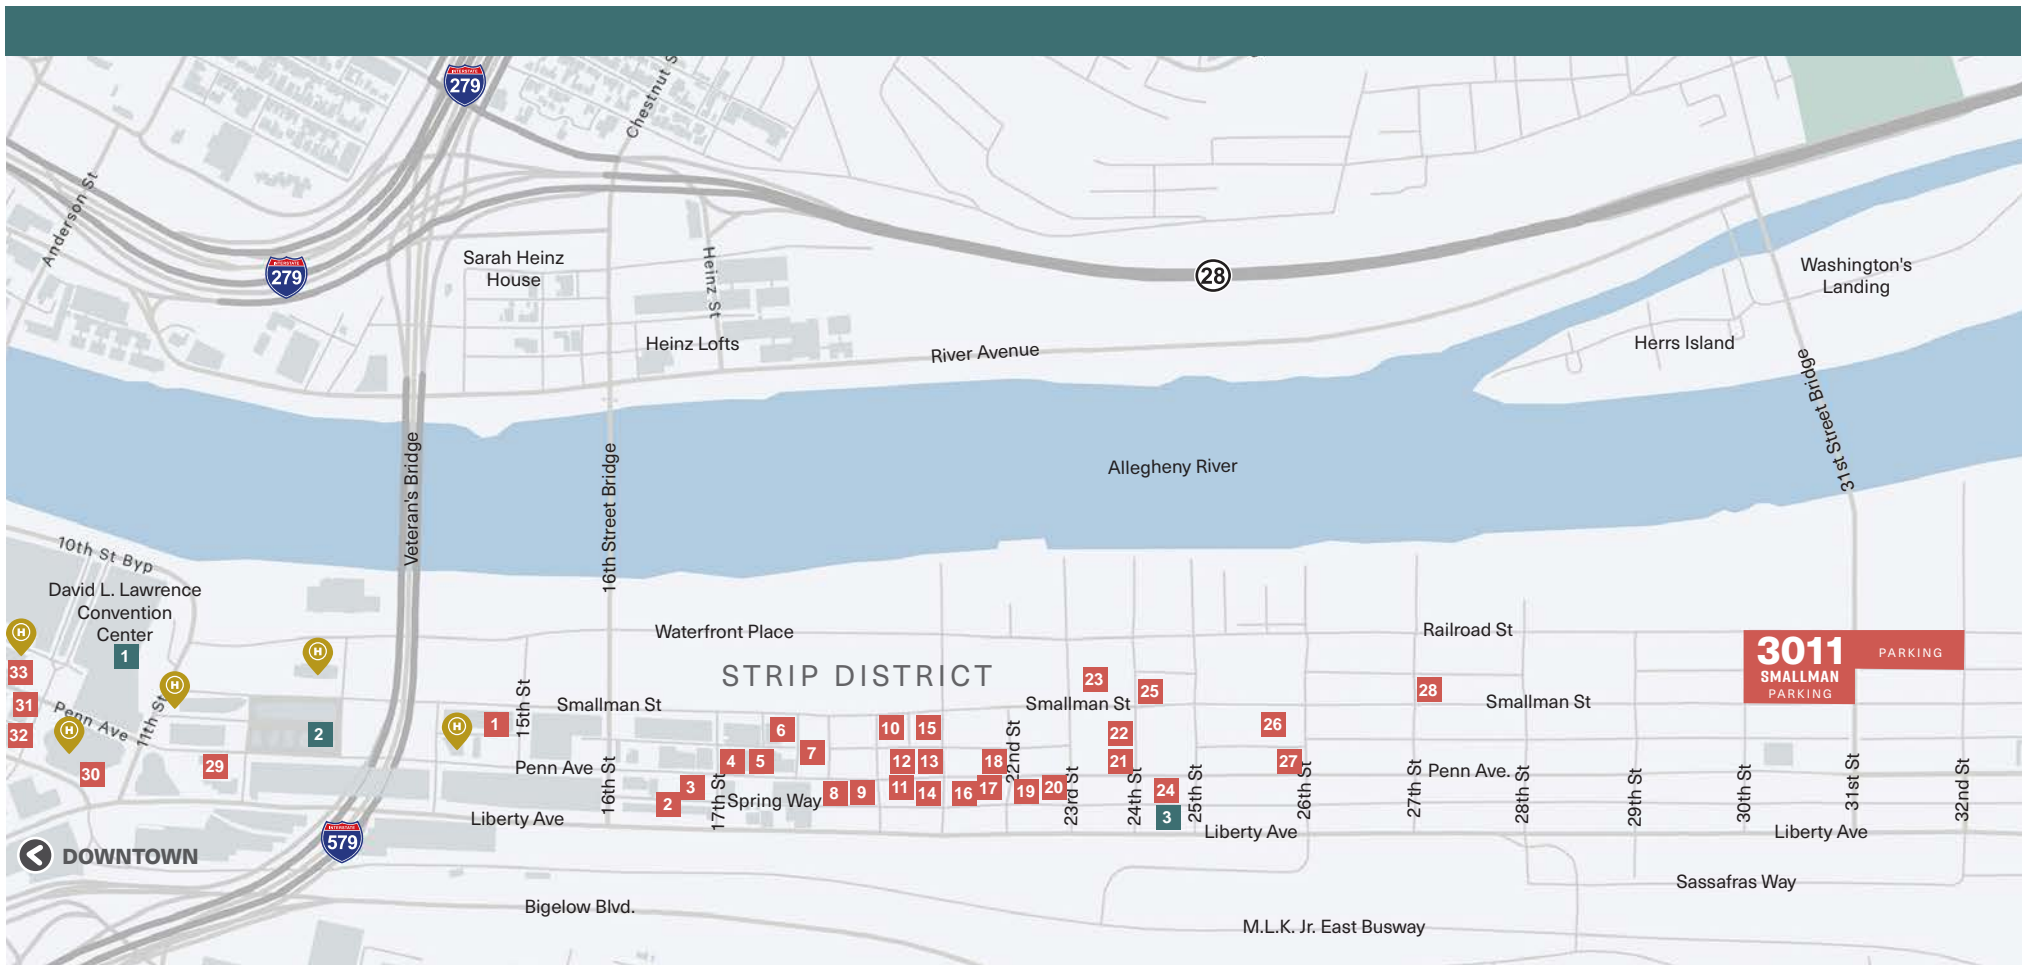 279
Chestnut S
Anderson St
279
Sarah Heinz
House
Heinz St
28
Washington's
Landing
Heinz Lofts
River Avenue
Herrs Island
31st Street Bridge
Allegheny River
Veteran's Bridge
16th Street Bridge
10th St Byp
David L. Lawrence
Convention
Center
1
H
H
H
H
H
33
31
32
30
29
Penn Ave
11th St
2
1
15th St
Waterfront Place
Railroad St
STRIP DISTRICT
3011
SMALLMAN
PARKING
PARKING
Smallman St
Smallman St
Smallman St
23
25
28
6
10
15
22
26
7
4
5
12
13
18
22nd St
21
27
Penn Ave
16th St
3
2
17th St
Spring Way
8
9
11
14
16
17
19
20
23rd St
24th St
24
3
25th St
26th St
27th St
Penn Ave.
28th St
29th St
30th St
31st St
32nd St
Liberty Ave
Liberty Ave
Liberty Ave
579
DOWNTOWN
Sassafras Way
Bigelow Blvd.
M.L.K. Jr. East Busway